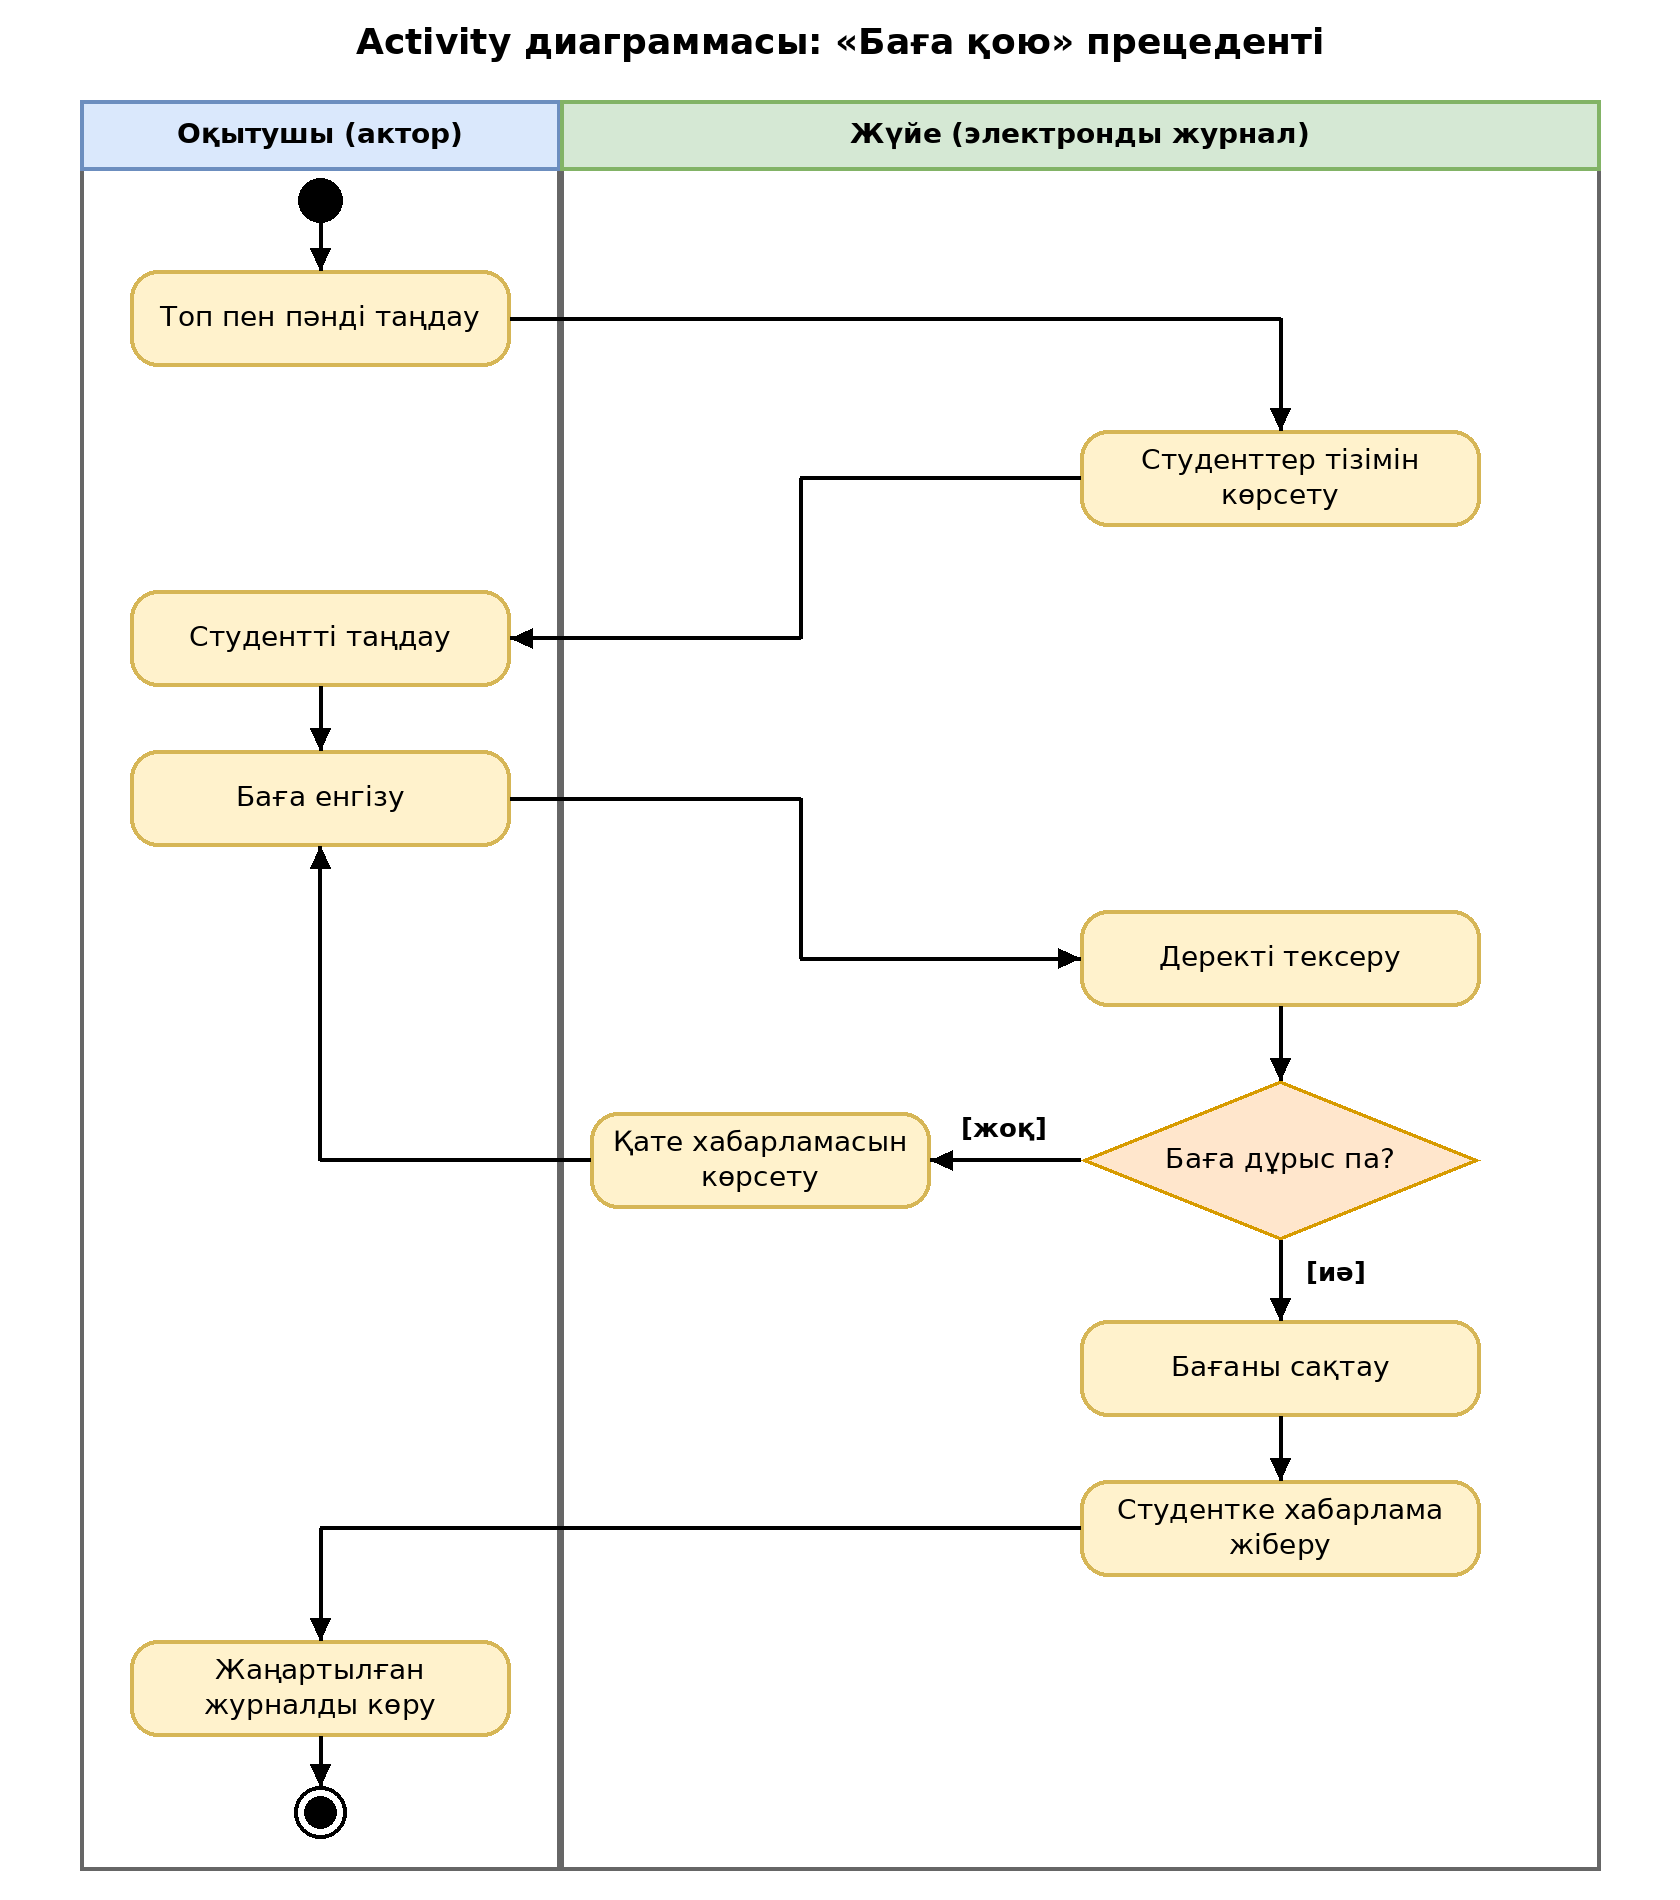 Activity диаграммасы: «Баға қою» прецеденті
Оқытушы (актор)
Жүйе (электронды журнал)
Топ пен пәнді таңдау
Студенттер тізімін
көрсету
Студентті таңдау
Баға енгізу
Деректі тексеру
Баға дұрыс па?
[жоқ]
Қате хабарламасын
көрсету
[иә]
Бағаны сақтау
Студентке хабарлама
жіберу
Жаңартылған
журналды көру